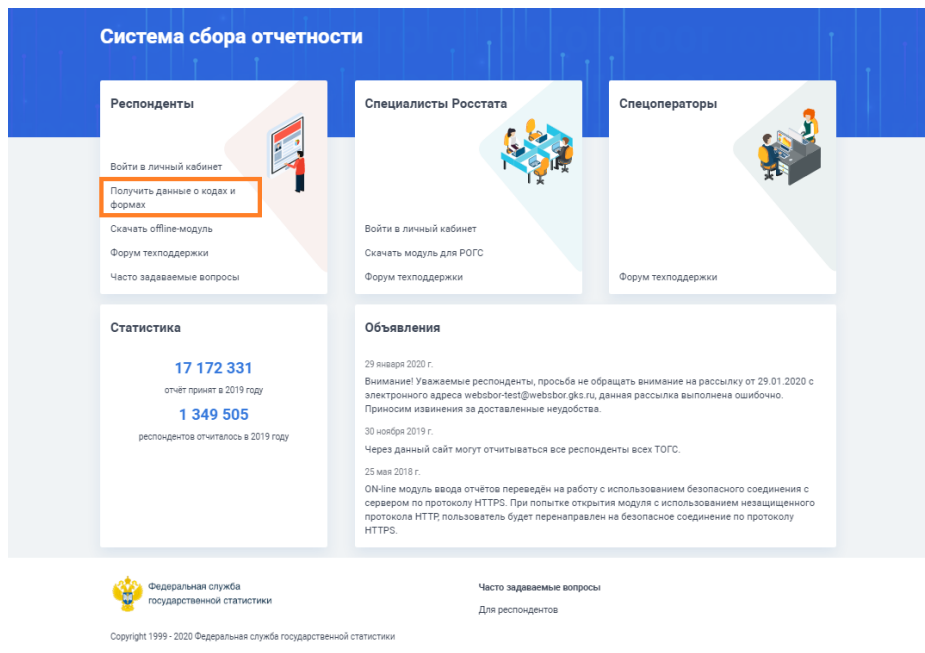 Система сбора отчетности
Респонденты
Войти в личный кабинет
Получить данные о кодах и
формах
Скачать offline-модуль
Форум техподдержки
Часто задаваемые вопросы
Специалисты Росстата
Войти в личный кабинет
Скачать модуль для РОГС
Форум техподдержки
Спецоператоры
Форум техподдержки
Статистика
17 172 331
отчёт принят в 2019 году
1 349 505
респондентов отчиталось в 2019 году
Объявления
29 января 2020 г.
Внимание! Уважаемые респонденты, просьба не обращать внимание на рассылку от 29.01.2020 с
электронного адреса websbor-test@websbor.gks.ru, данная рассылка выполнена ошибочно.
Приносим извинения за доставленные неудобства.
30 ноября 2019 г.
Через данный сайт могут отчитываться все респонденты всех ТОГС.
25 мая 2018 г.
ON-line модуль ввода отчётов переведён на работу с использованием безопасного соединения с
сервером по протоколу HTTPS. При попытке открытия модуля с использованием незащищенного
протокола HTTP, пользователь будет перенаправлен на безопасное соединение по протоколу
HTTPS.
Федеральная служба
государственной статистики
Часто задаваемые вопросы
Для респондентов
Copyright 1999 - 2020 Федеральная служба государственной статистики